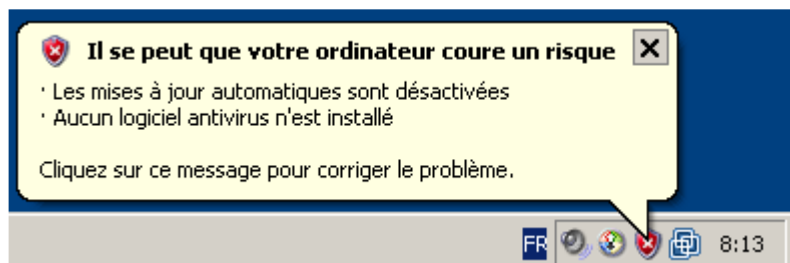 Il se peut que votre ordinateur coure un risque
· Les mises à jour automatiques sont désactivées
· Aucun logiciel antivirus n'est installé
Cliquez sur ce message pour corriger le problème.
FR 8:13